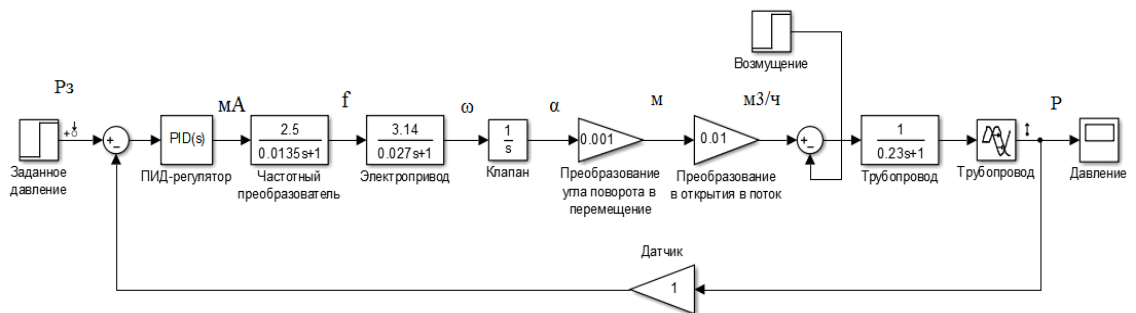 Возмущение
Рз
мА
f
ω
α
м
м3/ч
Р
+
−
PID(s)
2.5
0.0135s+1
3.14
0.027s+1
1
s
0.001
0.01
+
−
1
0.23s+1
Заданное
давление
ПИД-регулятор
Частотный
преобразователь
Электропривод
Клапан
Преобразование
угла поворота в
перемещение
Преобразование
в открытия в поток
Трубопровод
Трубопровод
Давление
Датчик
1